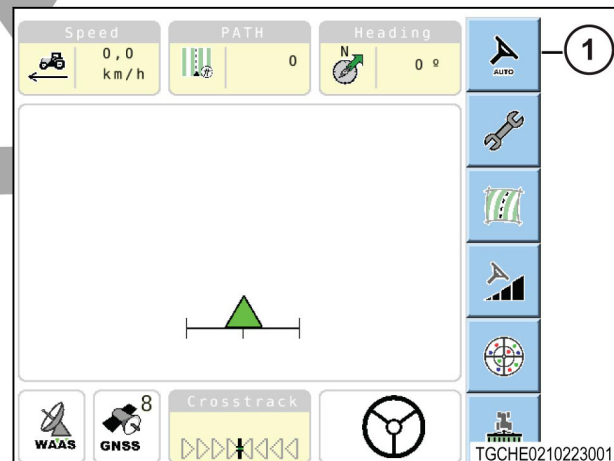 Speed
0,0
km/h
PATH
0
Heading
N
0 º
1
AUTO
WAAS
8
GNSS
Crosstrack
TGCHE0210223001